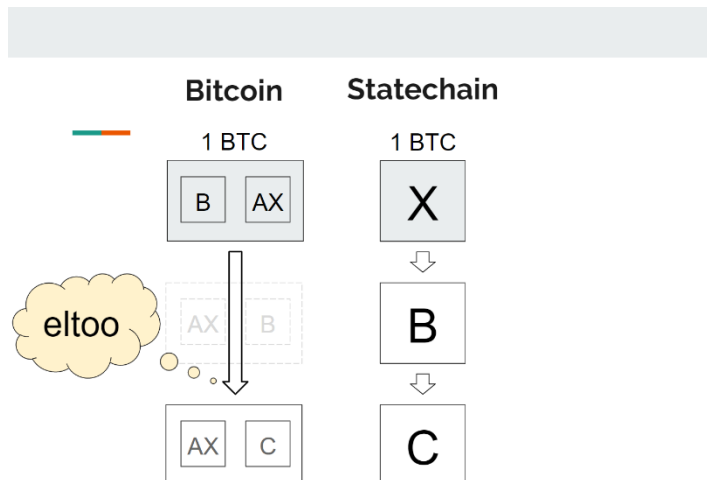 Bitcoin Statechain
1 BTC 1 BTC
B AX X
eltoo AX B B
AX C C